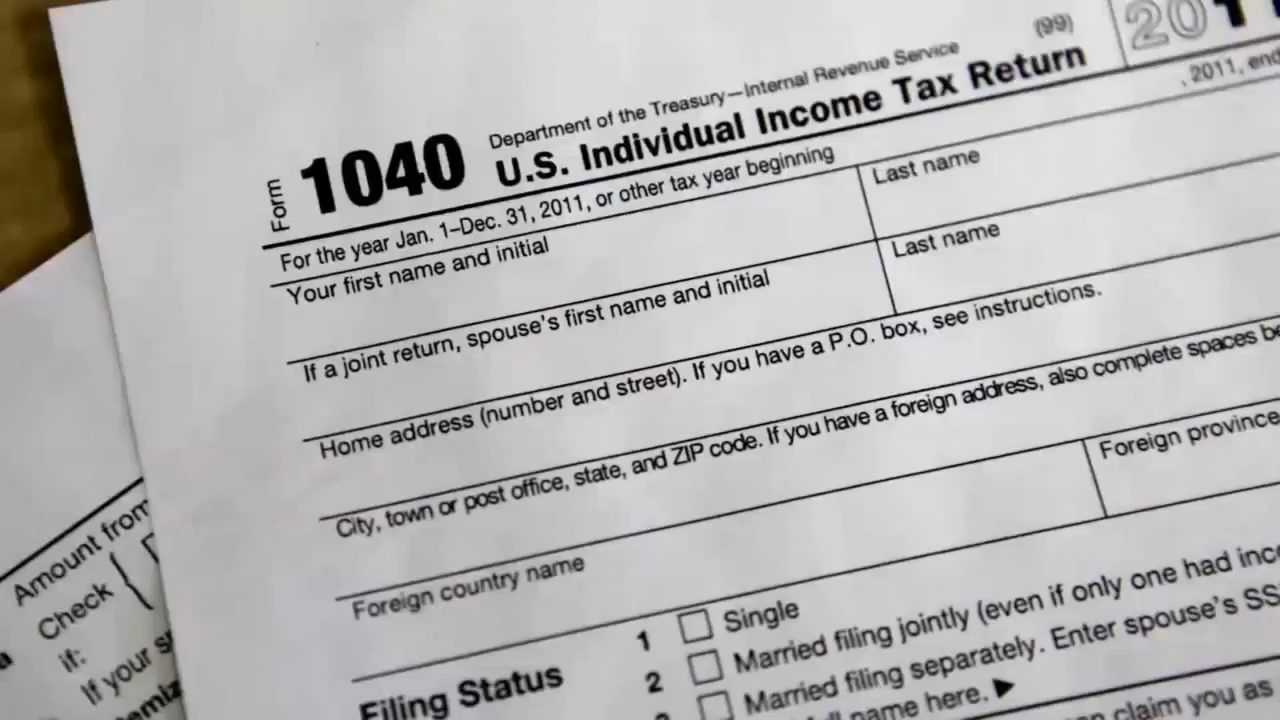 Form 1040
Department of the Treasury—Internal Revenue Service
(99)
U.S. Individual Income Tax Return
For the year Jan. 1–Dec. 31, 2011, or other tax year beginning
, 2011,
Your first name and initial
Last name
If a joint return, spouse's first name and initial
Last name
Home address (number and street). If you have a P.O. box, see instructions.
City, town or post office, state, and ZIP code. If you have a foreign address, also complete spaces
Foreign country name
Foreign province
Filing Status
1 Single
2 Married filing jointly (even if only one had
Married filing separately. Enter spouse's
name here. ▶
claim you as
Amount from
Check {
if:
If your